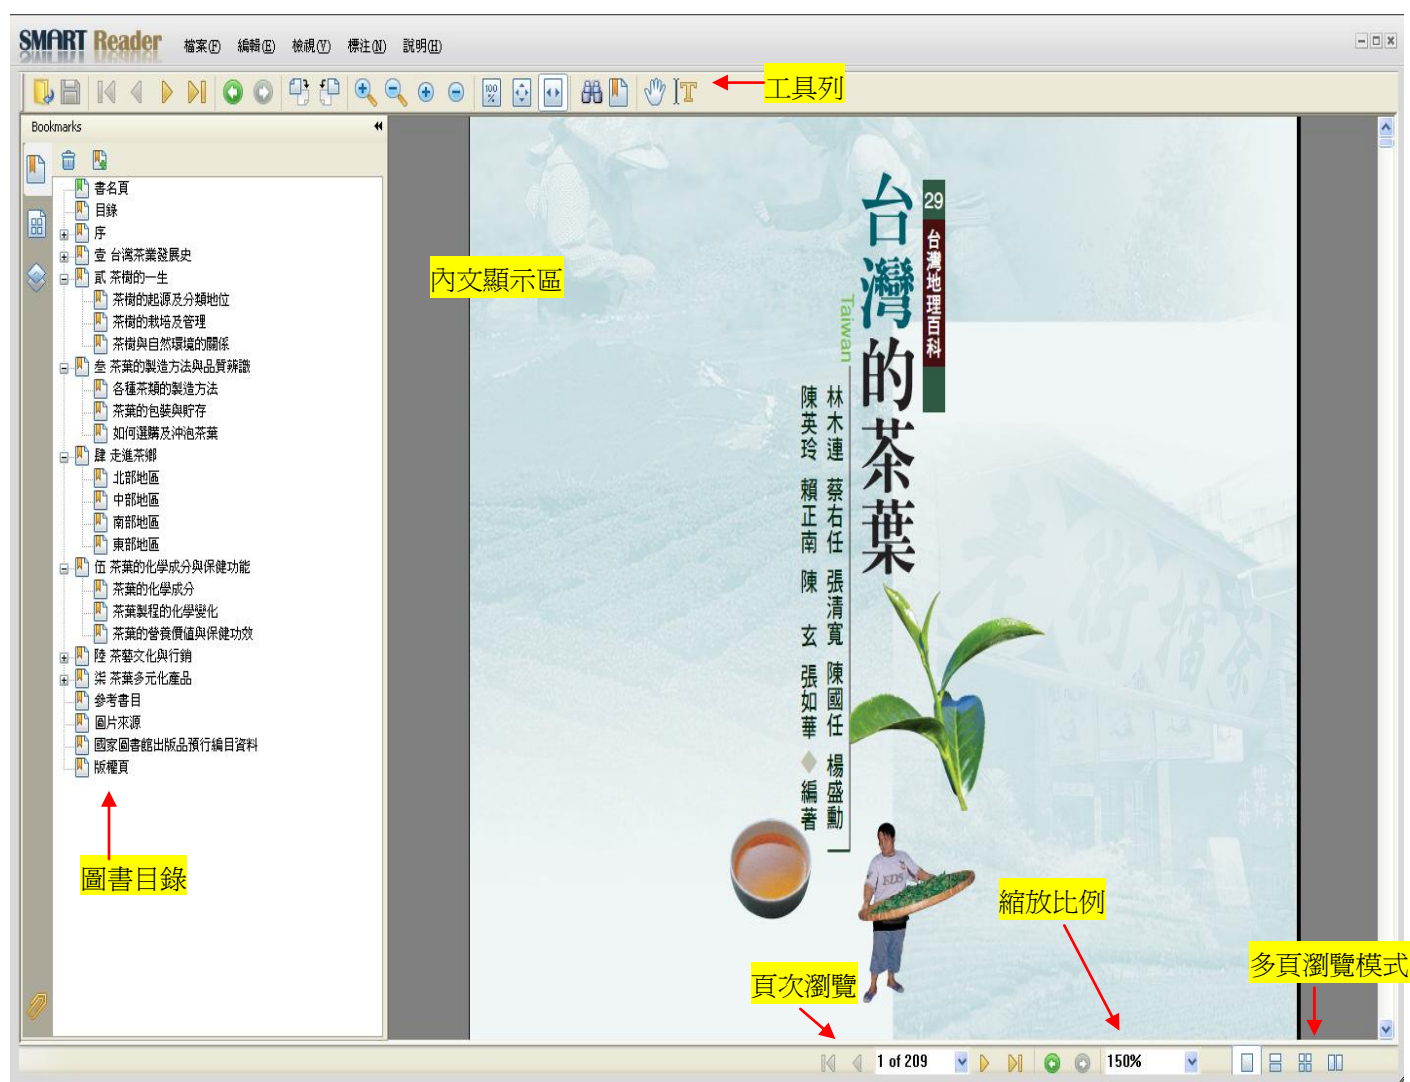 SMART Reader
檔案(F) 編輯(E) 檢視(V) 標注(N) 說明(H)
工具列
Bookmarks
書名頁
目錄
序
壹 台灣茶業發展史
貳 茶樹的一生
茶樹的起源及分類地位
茶樹的栽培及管理
茶樹與自然環境的關係
叁 茶葉的製造方法與品質辨識
各種茶類的製造方法
茶葉的包裝與貯存
如何選購及沖泡茶葉
肆 走進茶鄉
北部地區
中部地區
南部地區
東部地區
伍 茶葉的化學成分與保健功能
茶葉的化學成分
茶葉製程的化學變化
茶葉的營養價值與保健功效
陸 茶藝文化與行銷
柒 茶葉多元化產品
參考書目
圖片來源
國家圖書館出版品預行編目資料
版權頁
圖書目錄
內文顯示區
29
台灣地理百科
台灣的茶葉
Taiwan
林木連 蔡右任 張清寬 陳國任 楊盛勳
陳英玲 賴正南 陳 玄 張如華 ◆ 編著
縮放比例
頁次瀏覽
多頁瀏覽模式
1 of 209
150%